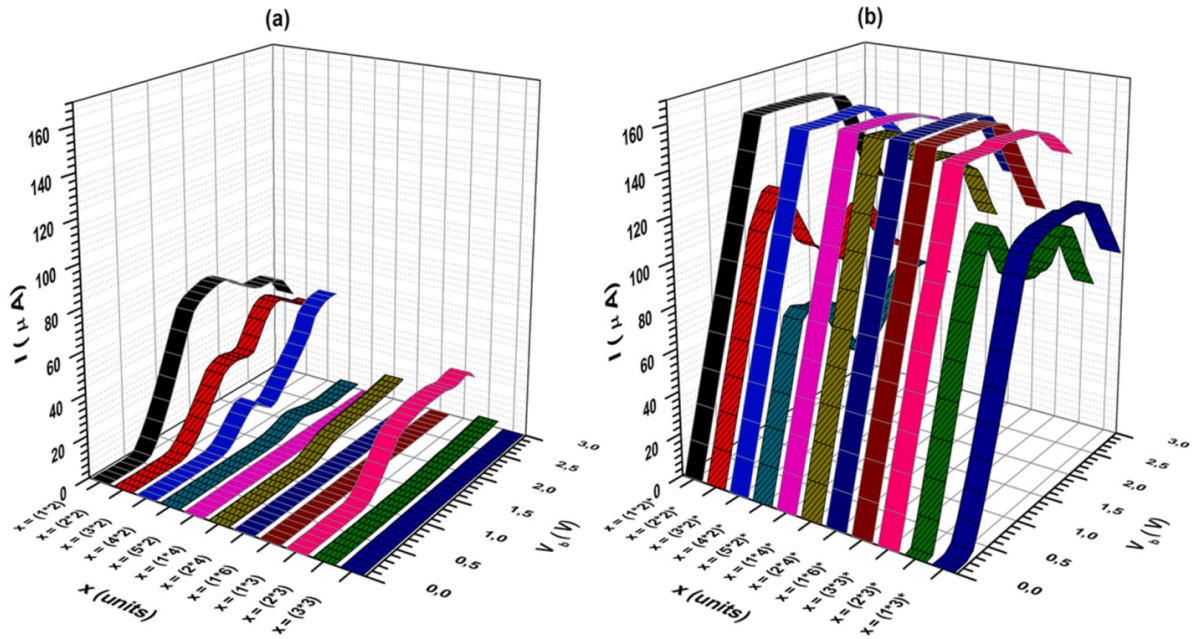 (a)
160
140
120
100
80
60
40
20
0
I ( μ A)
x = (1*2)
x = (2*2)
x = (3*2)
x = (4*2)
x = (5*2)
x = (1*4)
x = (2*4)
x = (1*6)
x = (1*3)
x = (2*3)
x = (3*3)
x (units)
0,0
0,5
1,0
1,5
2,0
2,5
3,0
V b (V)
(b)
160
140
120
100
80
60
40
20
0
I ( μ A)
x = (1*2)*
x = (2*2)*
x = (3*2)*
x = (4*2)*
x = (5*2)*
x = (1*4)*
x = (2*4)*
x = (1*6)*
x = (3*3)*
x = (2*3)*
x = (1*3)*
x (units)
0,0
0,5
1,0
1,5
2,0
2,5
3,0
V b (V)